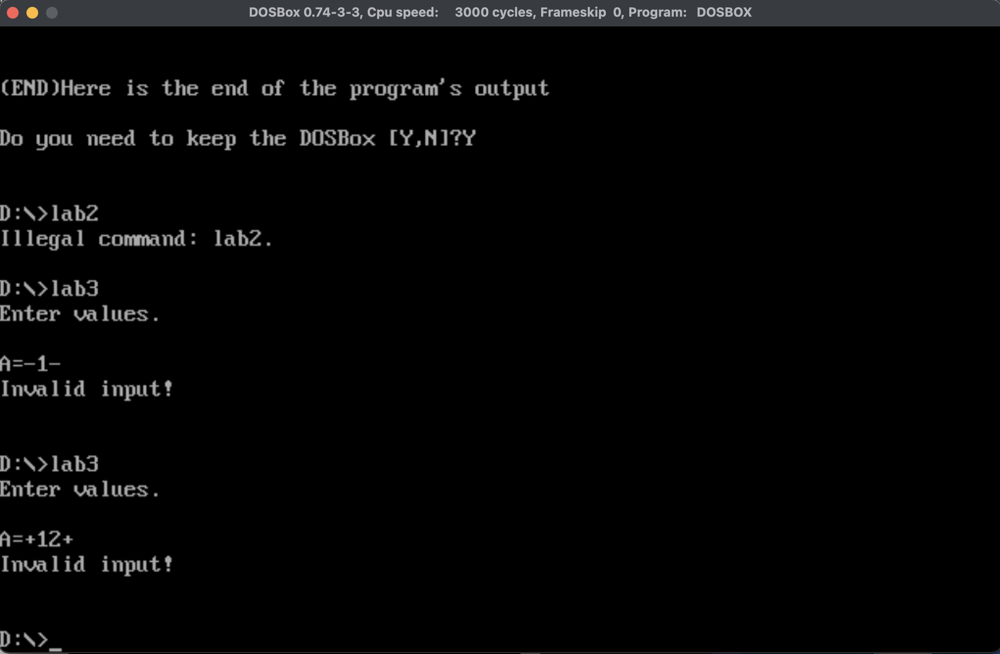 DOSBox 0.74-3-3, Cpu speed: 3000 cycles, Frameskip 0, Program: DOSBOX
(END)Here is the end of the program's output
Do you need to keep the DOSBox [Y,N]?Y
D:\>lab2
Illegal command: lab2.
D:\>lab3
Enter values.
A=-1-
Invalid input!
D:\>lab3
Enter values.
A=+12+
Invalid input!
D:\>_